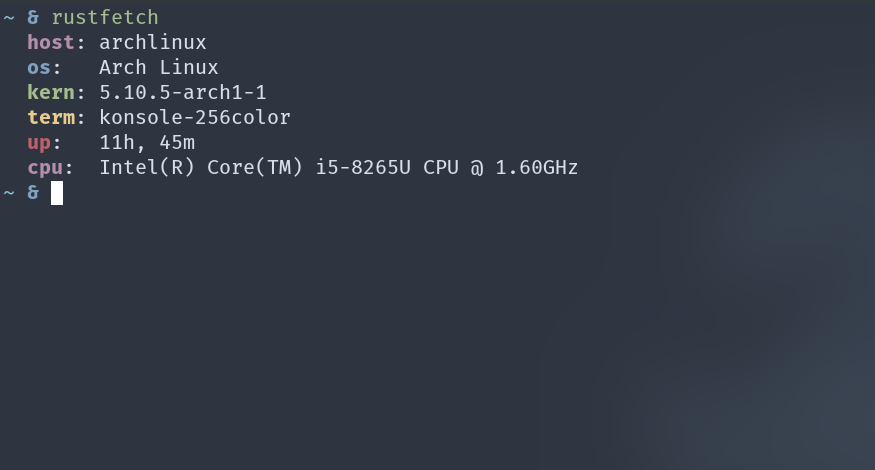 ~ & rustfetch
host: archlinux
os: Arch Linux
kern: 5.10.5-arch1-1
term: konsole-256color
up: 11h, 45m
cpu: Intel(R) Core(TM) i5-8265U CPU @ 1.60GHz
~ &